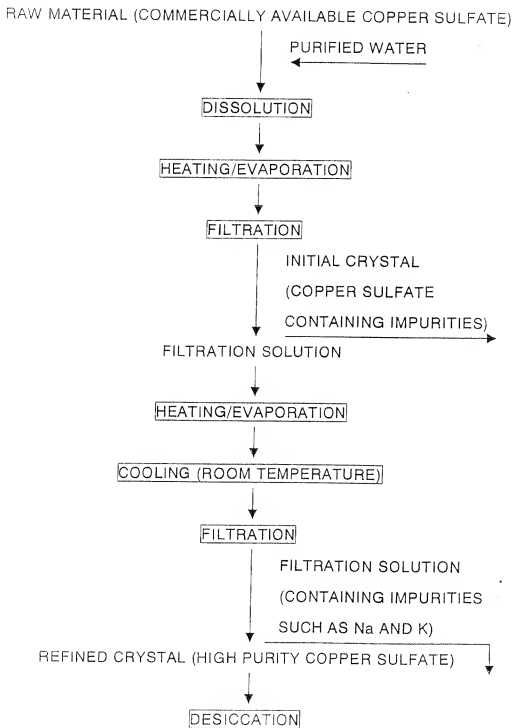 RAW MATERIAL (COMMERCIALLY AVAILABLE COPPER SULFATE)
PURIFIED WATER
DISSOLUTION
HEATING/EVAPORATION
FILTRATION
INITIAL CRYSTAL
(COPPER SULFATE
CONTAINING IMPURITIES)
FILTRATION SOLUTION
HEATING/EVAPORATION
COOLING (ROOM TEMPERATURE)
FILTRATION
FILTRATION SOLUTION
(CONTAINING IMPURITIES
SUCH AS Na AND K)
REFINED CRYSTAL (HIGH PURITY COPPER SULFATE)
DESICCATION